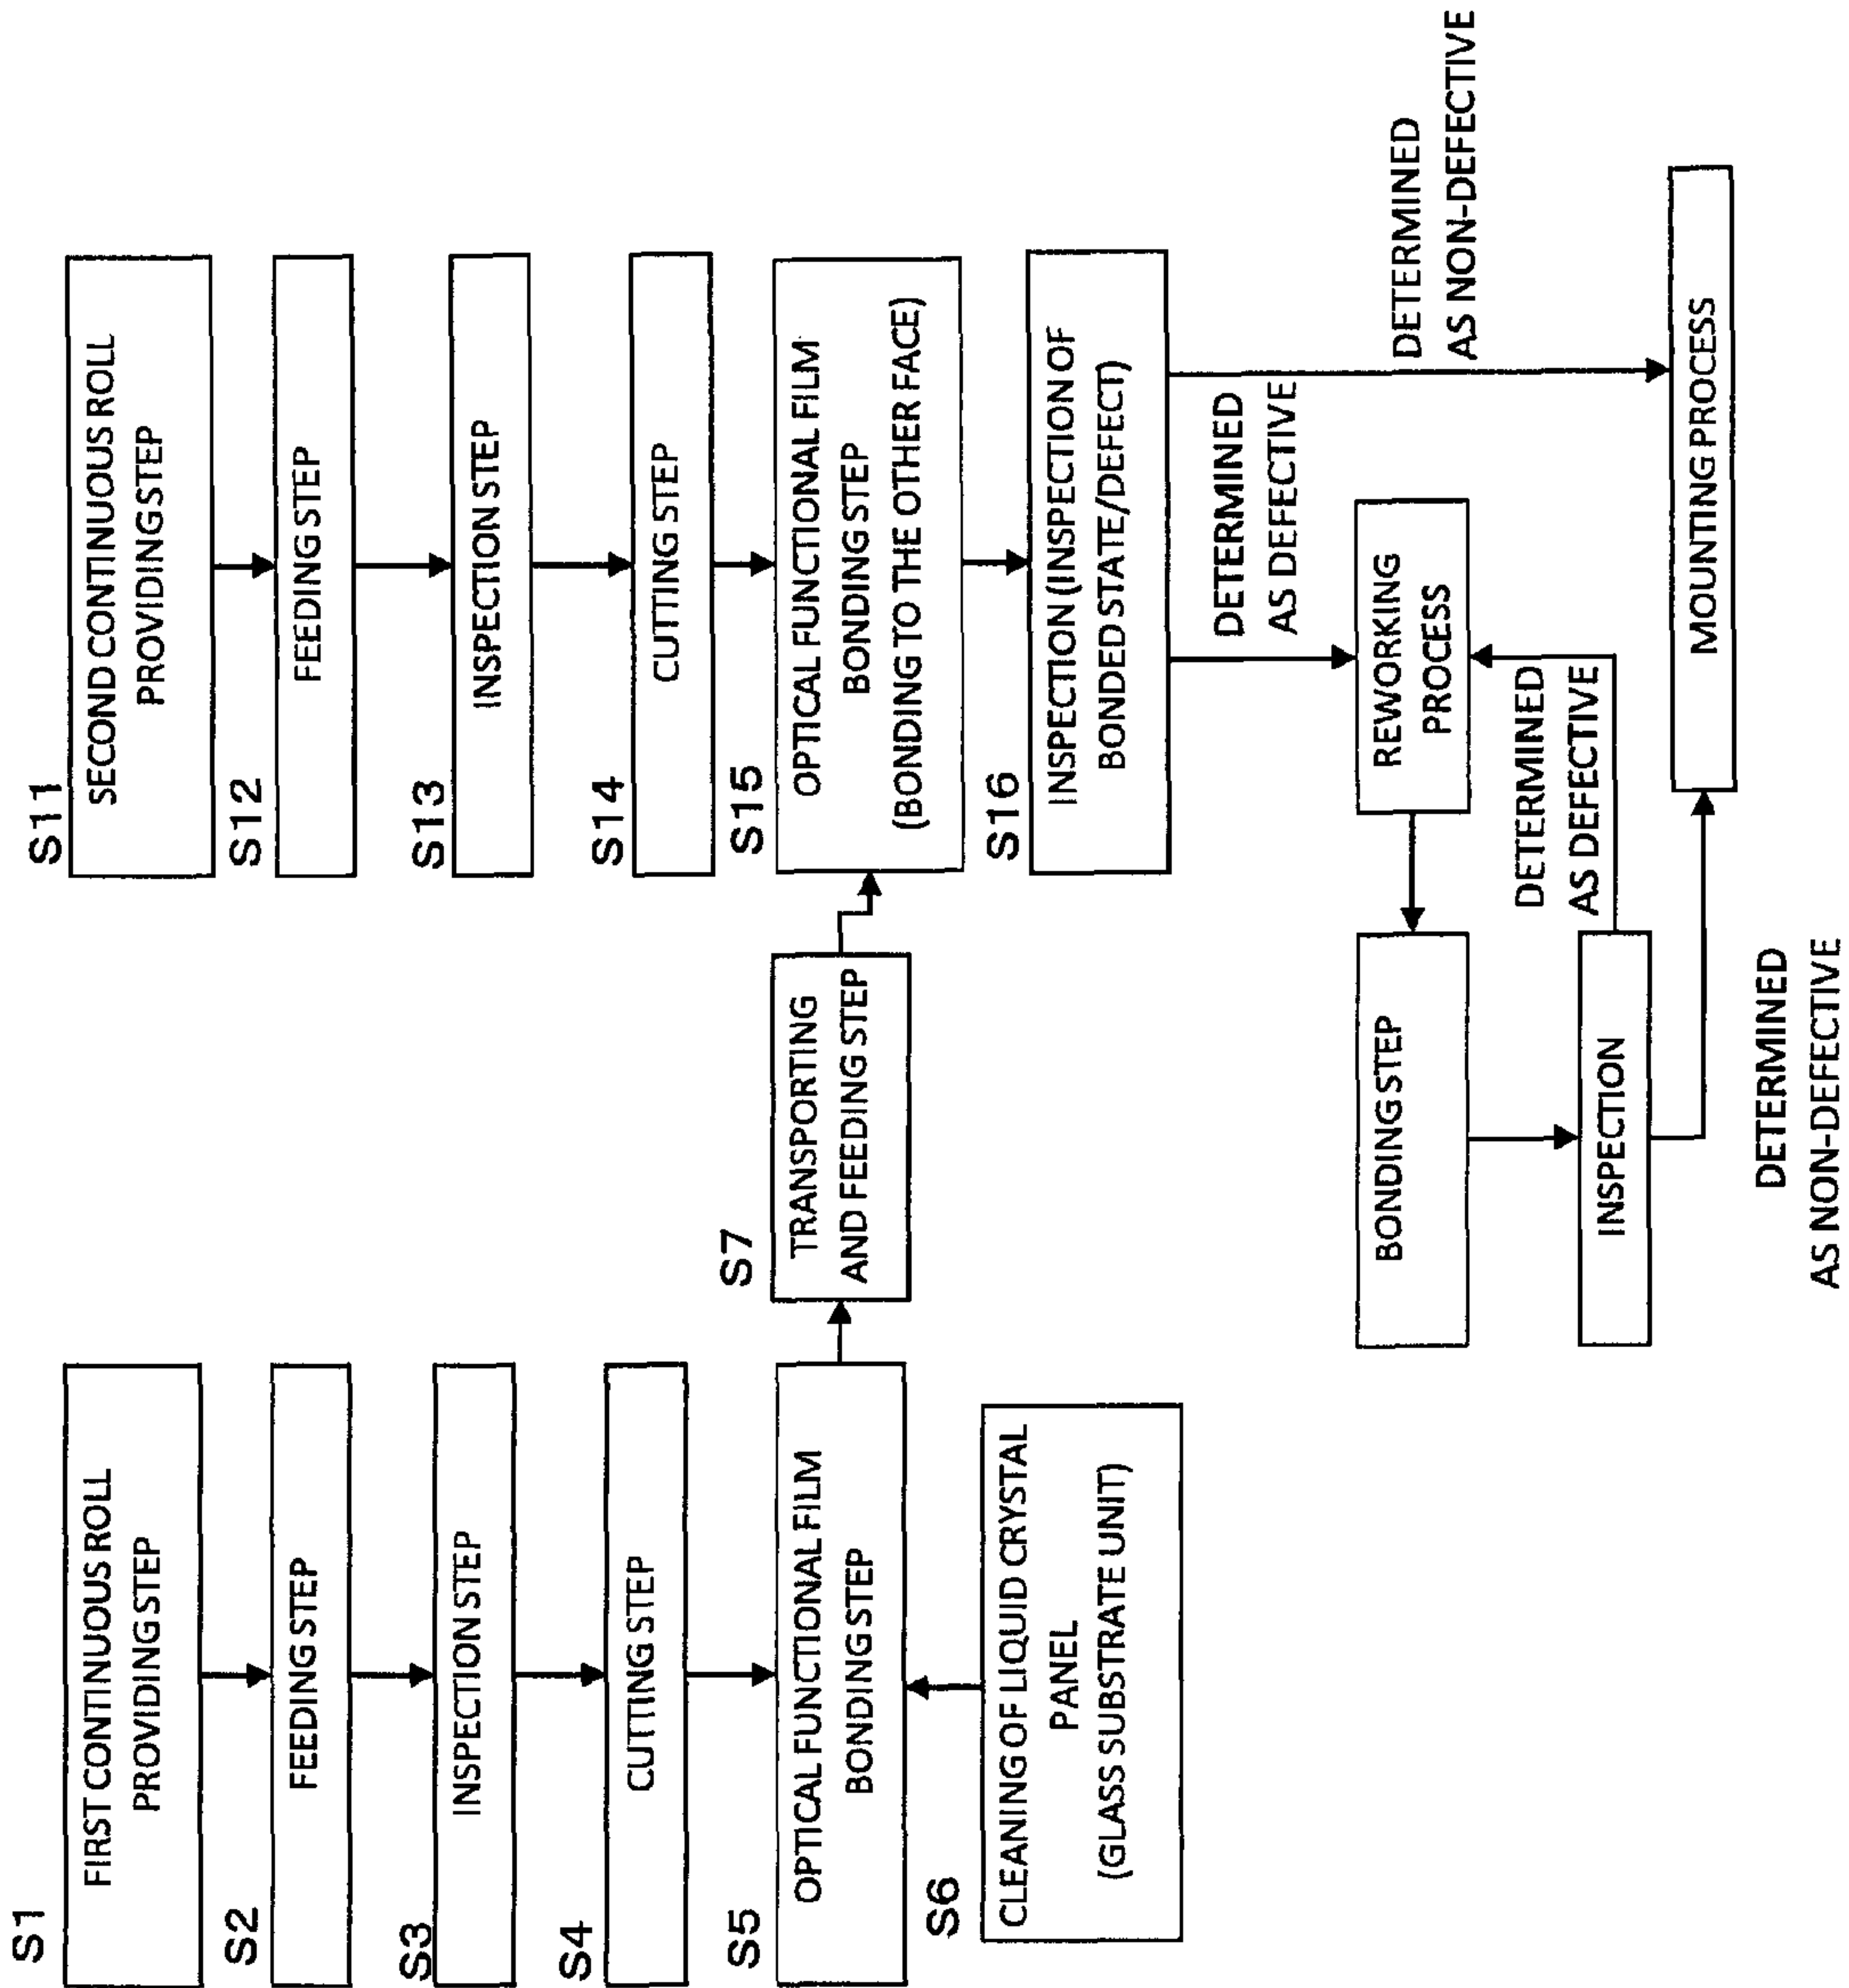 S1
FIRST CONTINUOUS ROLL
PROVIDING STEP
S2
FEEDING STEP
S3
INSPECTION STEP
S4
CUTTING STEP
S5
OPTICAL FUNCTIONAL FILM
BONDING STEP
S6
CLEANING OF LIQUID CRYSTAL
PANEL
(GLASS SUBSTRATE UNIT)
S7
TRANSPORTING
AND FEEDING STEP
S11
SECOND CONTINUOUS ROLL
PROVIDING STEP
S12
FEEDING STEP
S13
INSPECTION STEP
S14
CUTTING STEP
S15
OPTICAL FUNCTIONAL FILM
BONDING STEP
(BONDING TO THE OTHER FACE)
S16
INSPECTION (INSPECTION OF
BONDED STATE/DEFECT)
DETERMINED
AS DEFECTIVE
DETERMINED
AS NON-DEFECTIVE
REWORKING
PROCESS
BONDING STEP
DETERMINED
AS DEFECTIVE
INSPECTION
MOUNTING PROCESS
DETERMINED
AS NON-DEFECTIVE